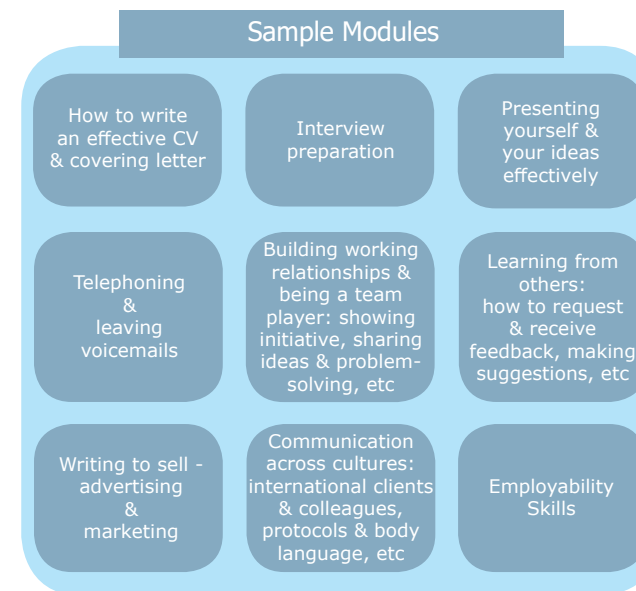 Sample Modules
How to write
an effective CV
& covering letter
Interview
preparation
Presenting
yourself &
your ideas
effectively
Telephoning
&
leaving
voicemails
Building working
relationships &
being a team
player: showing
initiative, sharing
ideas & problem-
solving, etc
Learning from
others:
how to request
& receive
feedback, making
suggestions, etc
Writing to sell -
advertising
&
marketing
Communication
across cultures:
international clients
& colleagues,
protocols & body
language, etc
Employability
Skills